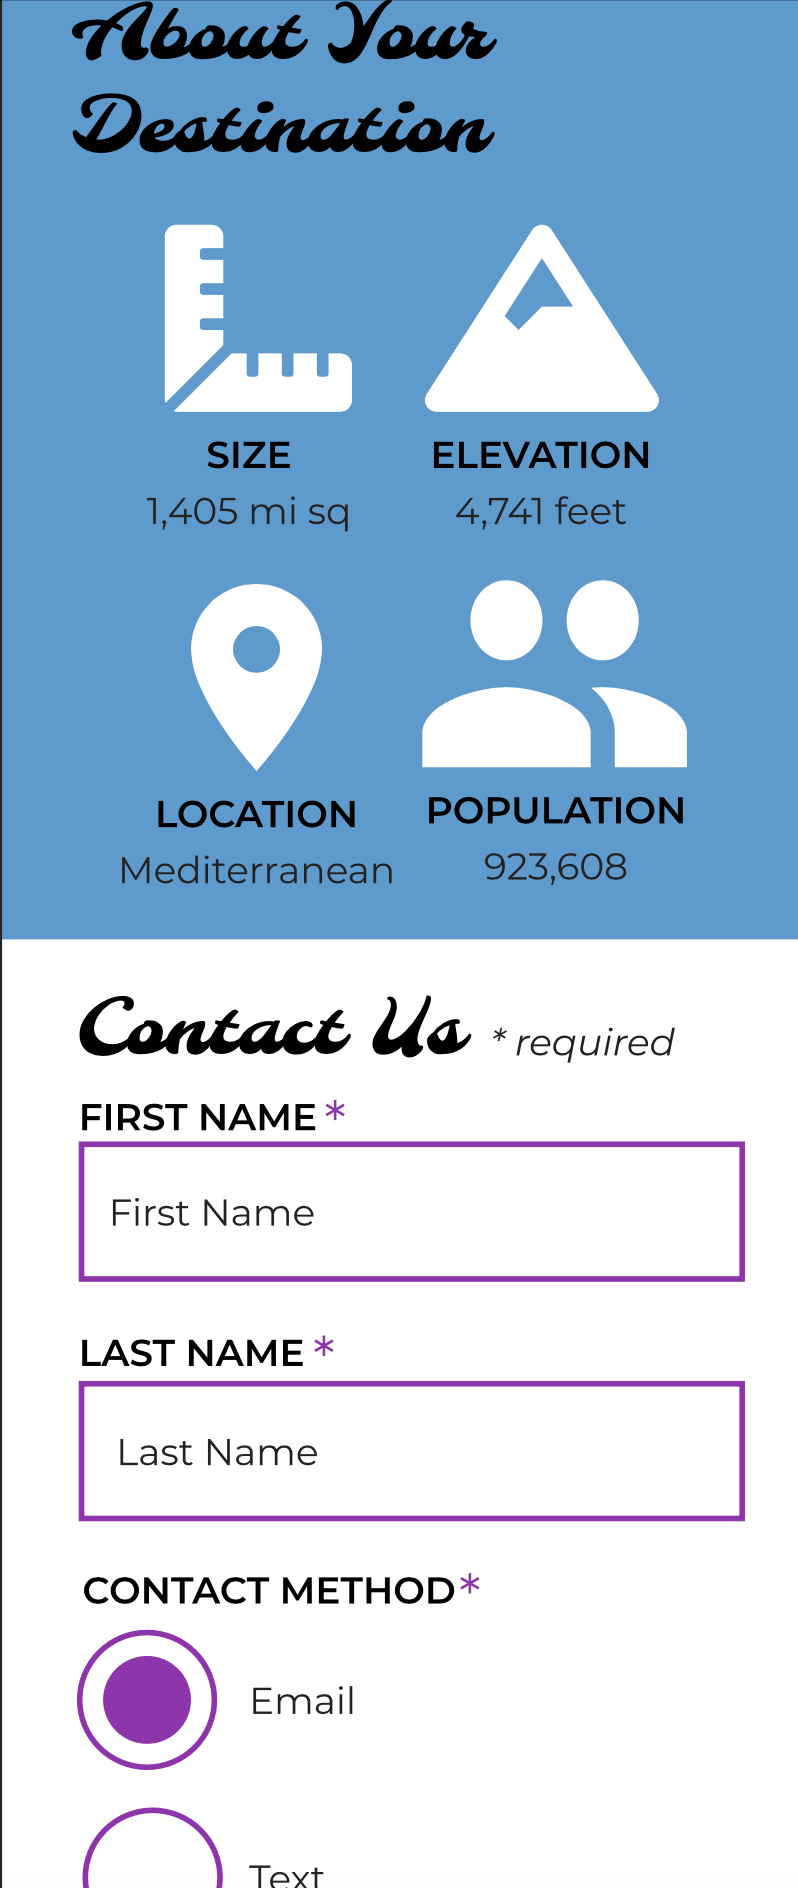 About Your
Destination
SIZE
1,405 mi sq
ELEVATION
4,741 feet
LOCATION
Mediterranean
POPULATION
923,608
Contact Us * required
FIRST NAME *
First Name
LAST NAME *
Last Name
CONTACT METHOD*
Email
Text